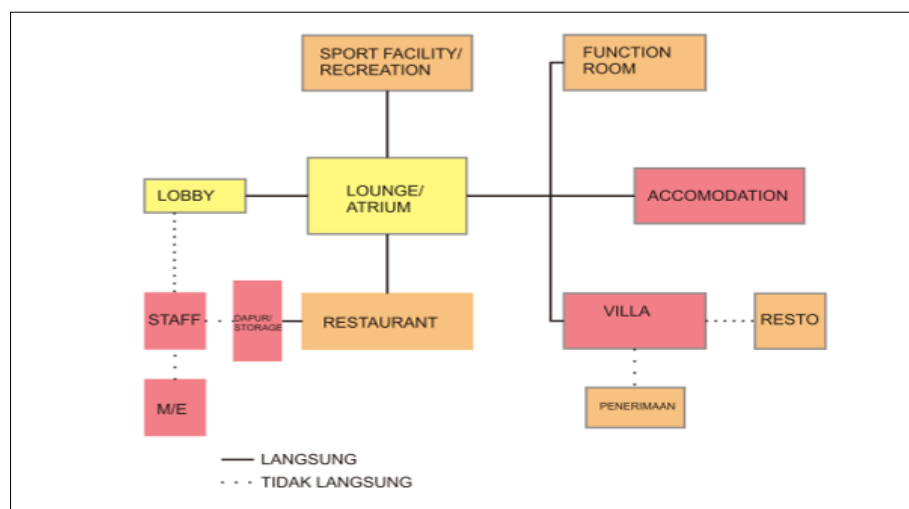 SPORT FACILITY/
RECREATION
FUNCTION
ROOM
LOBBY
LOUNGE/
ATRIUM
ACCOMODATION
STAFF
DAPUR/
STORAGE
RESTAURANT
VILLA
RESTO
M/E
PENERIMAAN
LANGSUNG
TIDAK LANGSUNG